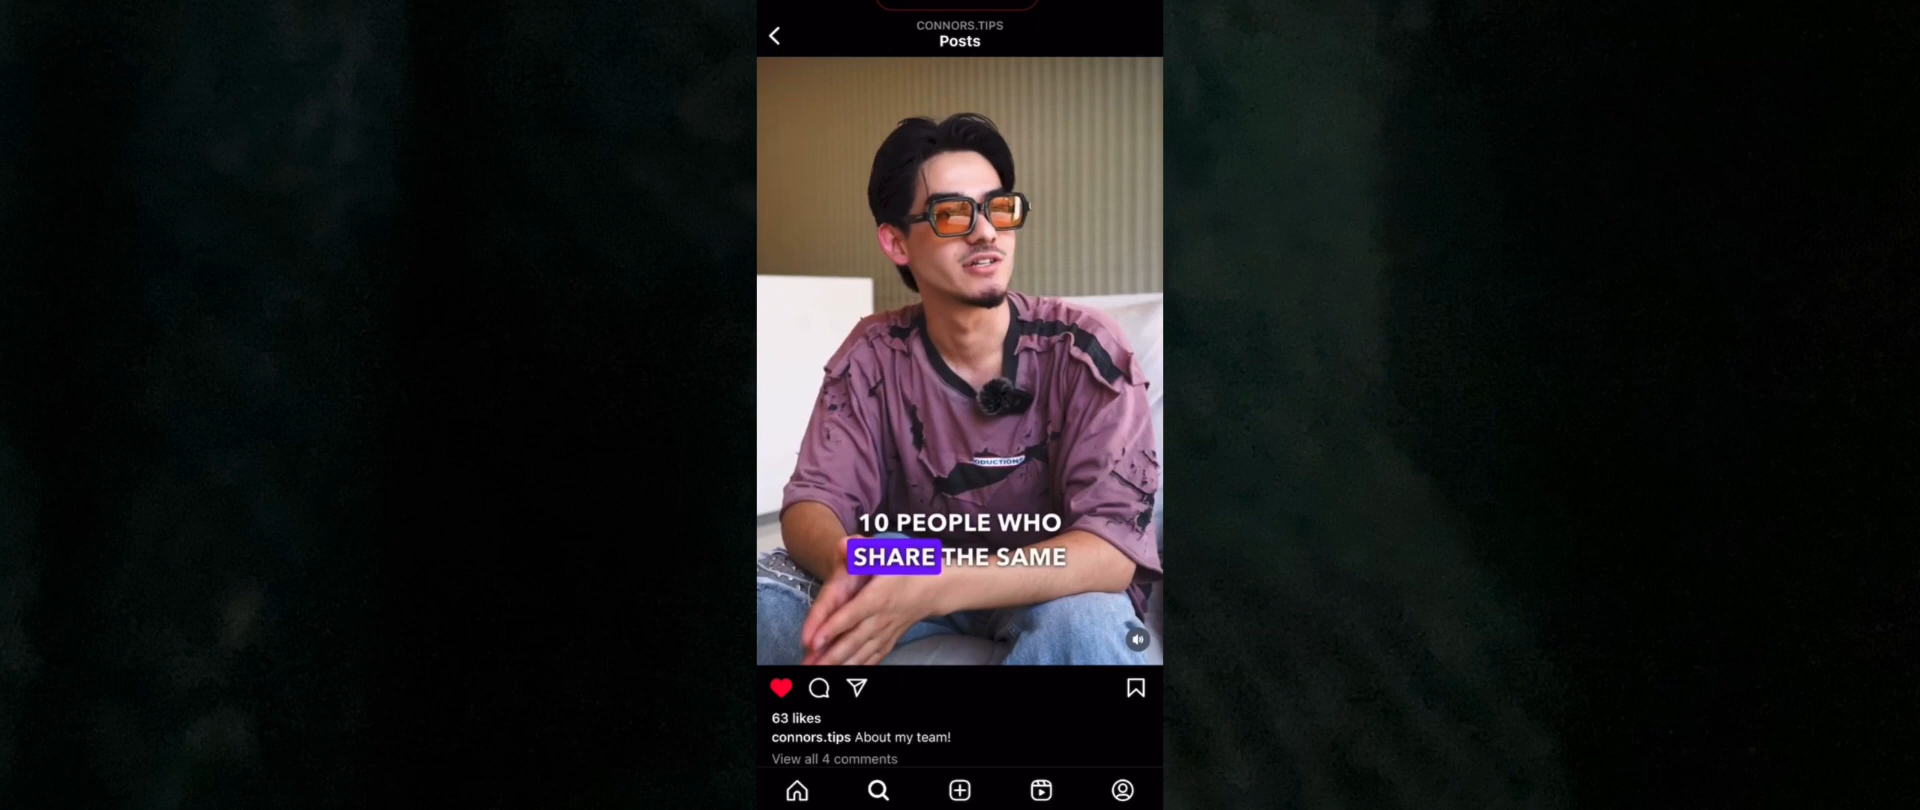 CONNORS.TIPS
Posts
ODUCTION
10 PEOPLE WHO
SHARE THE SAME
63 likes
connors.tips About my team!
View all 4 comments